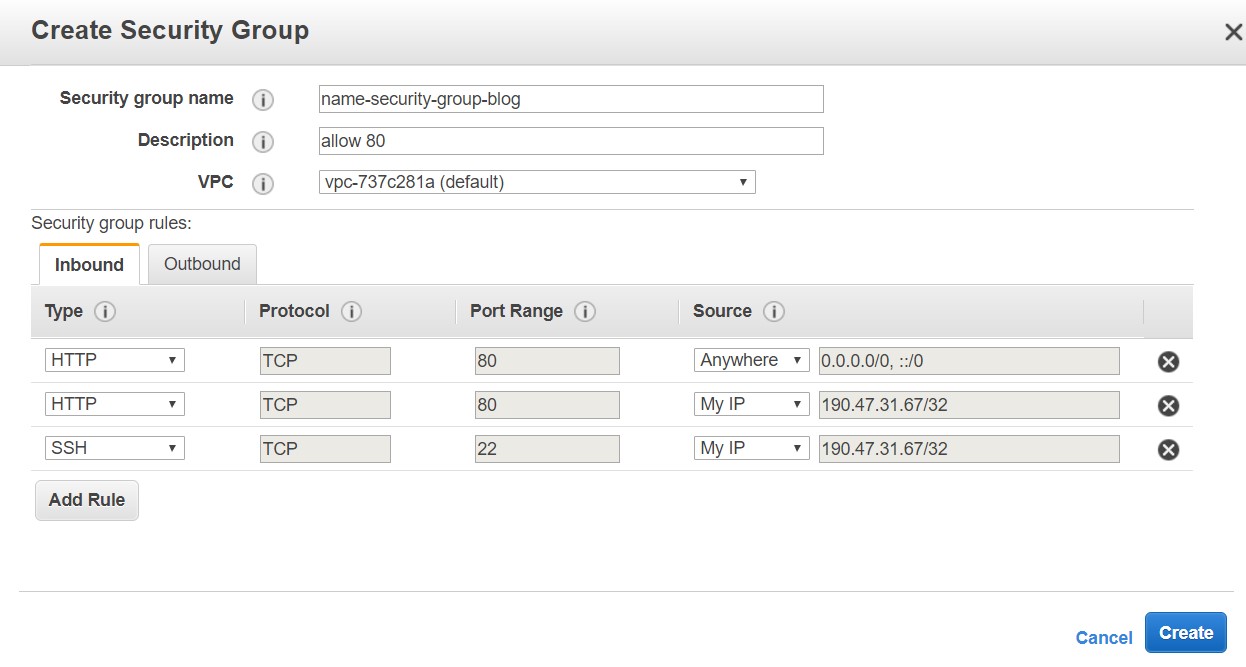 Create Security Group
Security group name name-security-group-blog
Description allow 80
VPC vpc-737c281a (default)
Security group rules:
Inbound Outbound
Type Protocol Port Range Source
HTTP TCP 80 Anywhere 0.0.0.0/0, ::/0
HTTP TCP 80 My IP 190.47.31.67/32
SSH TCP 22 My IP 190.47.31.67/32
Add Rule
Cancel Create